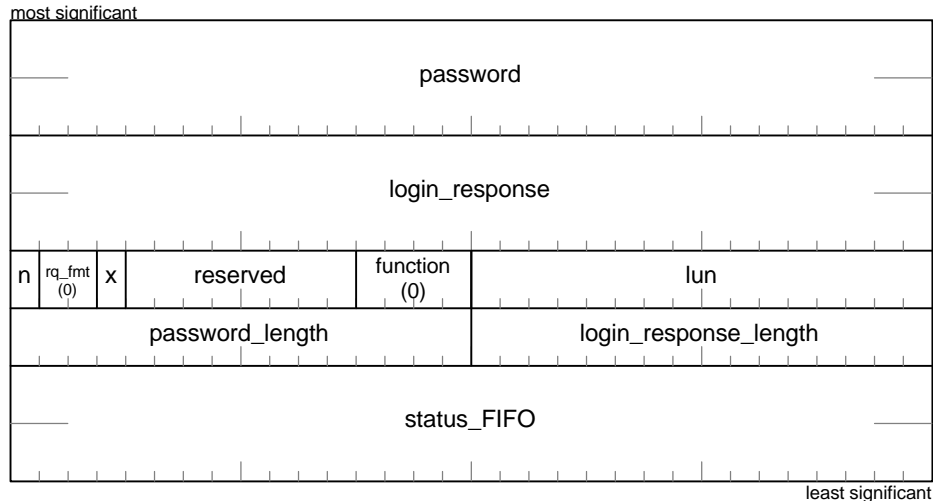 most significant
password
login_response
n rq_fmt (0) x reserved function (0) lun
password_length login_response_length
status_FIFO
least significant